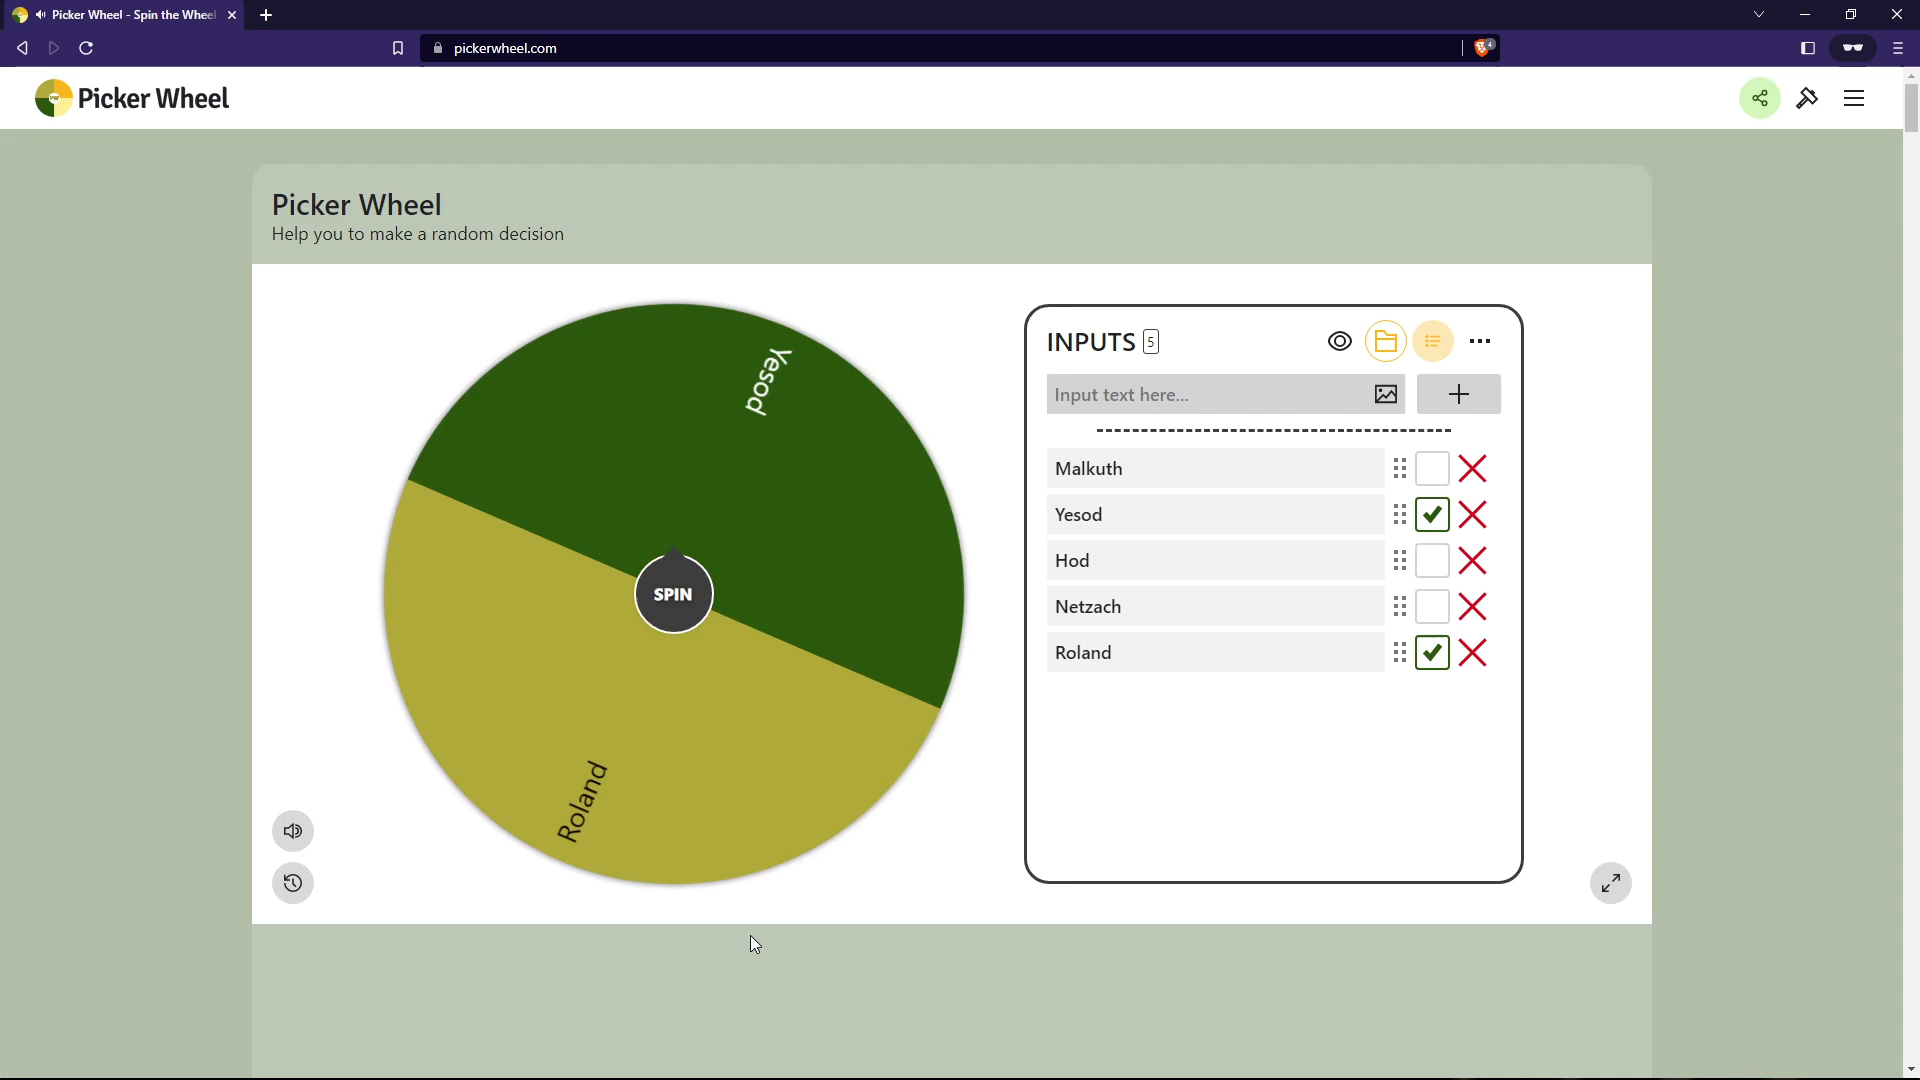 Picker Wheel - Spin the Wheel
pickerwheel.com
4
Picker Wheel
Picker Wheel
Help you to make a random decision
Yesod
SPIN
Roland
INPUTS 5
Input text here...
Malkuth
Yesod
Hod
Netzach
Roland